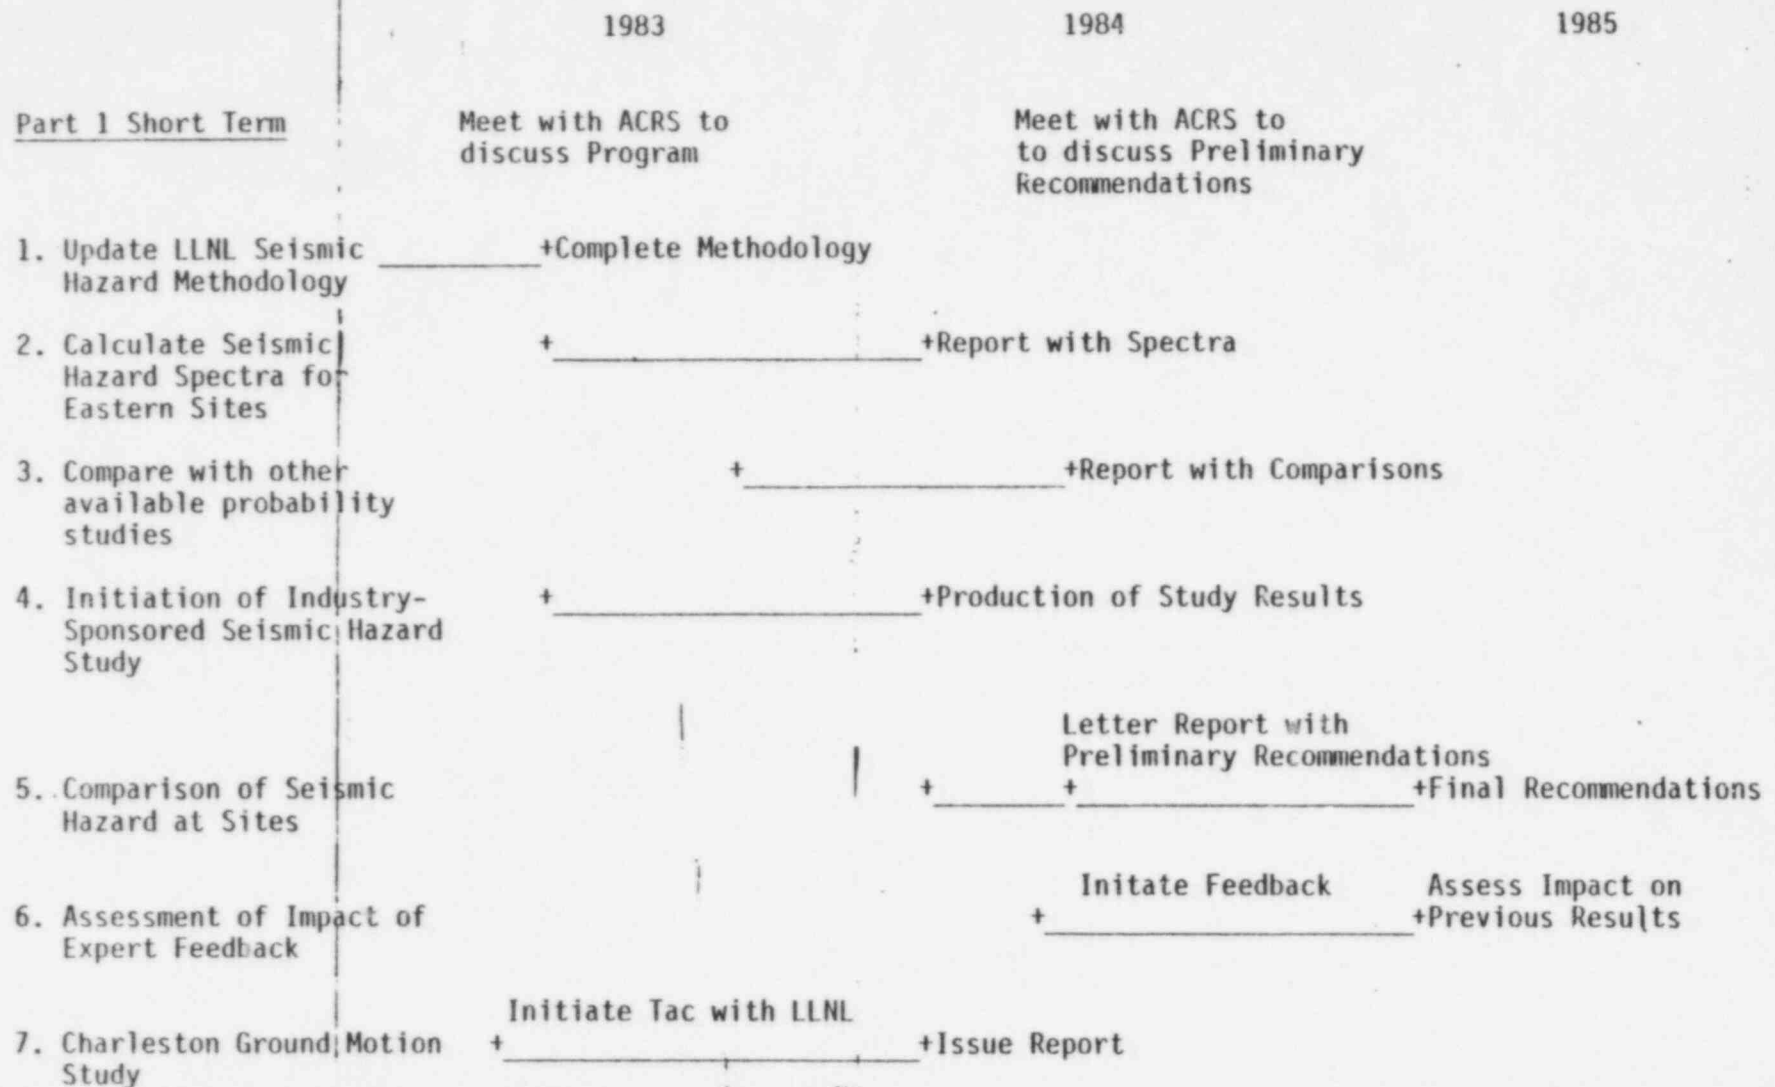 1983 1984 1985
Part 1 Short Term
Meet with ACRS to
discuss Program
Meet with ACRS to
to discuss Preliminary
Recommendations
1. Update LLNL Seismic
Hazard Methodology
+Complete Methodology
2. Calculate Seismic
Hazard Spectra for
Eastern Sites
+ +Report with Spectra
3. Compare with other
available probability
studies
+ +Report with Comparisons
4. Initiation of Industry-
Sponsored Seismic Hazard
Study
+ +Production of Study Results
Letter Report with
Preliminary Recommendations
5. Comparison of Seismic
Hazard at Sites
+ + +Final Recommendations
6. Assessment of Impact of
Expert Feedback
Initate Feedback
+ Assess Impact on
+Previous Results
Initiate Tac with LLNL
7. Charleston Ground Motion
Study
+ +Issue Report